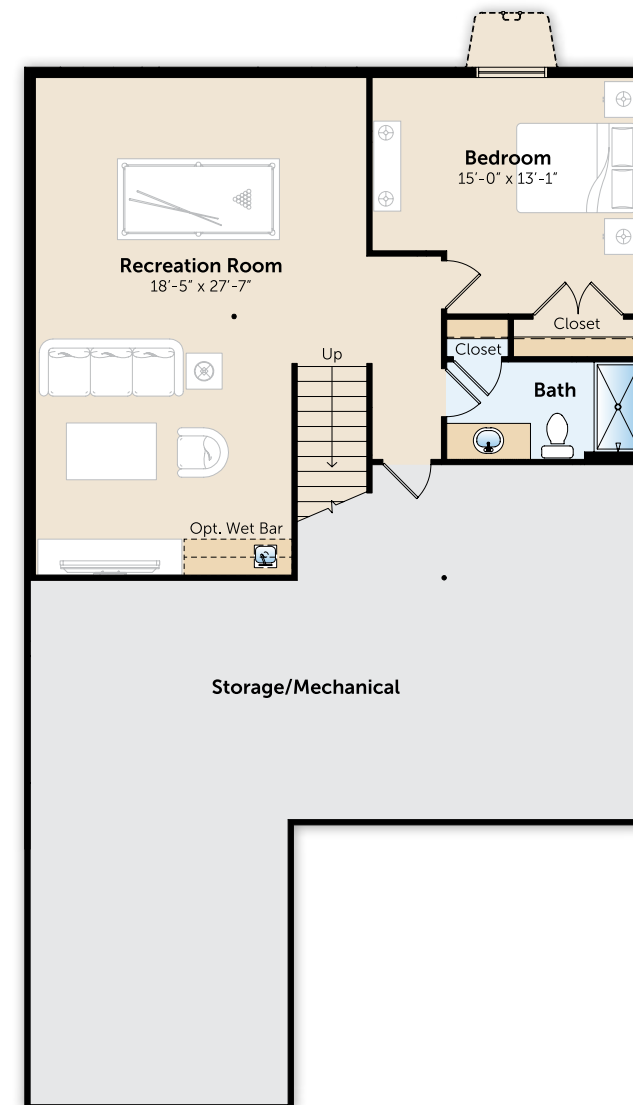 Bedroom
15'-0" x 13'-1"
Recreation Room
18'-5" x 27'-7"
Closet
Up
Closet
Bath
Opt. Wet Bar
Storage/Mechanical